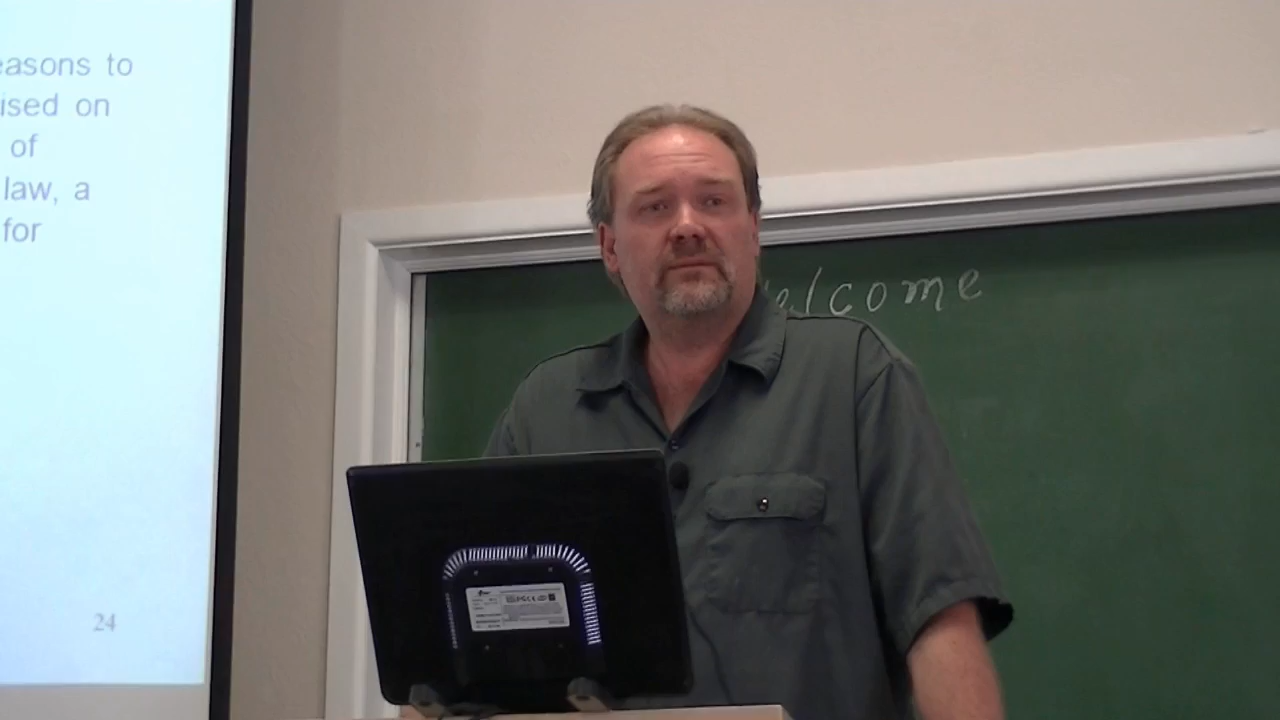 easons to
ised on
of
law, a
for
24
elcome